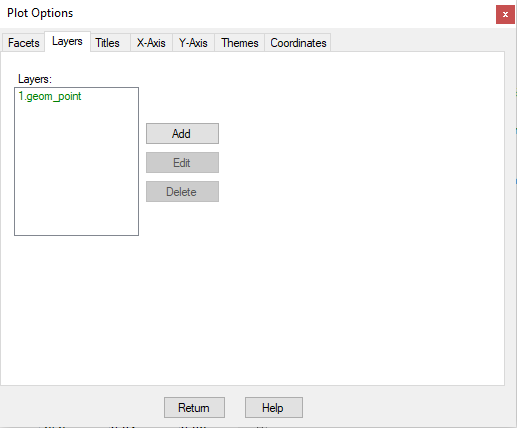 Plot Options
x
Facets Layers Titles X-Axis Y-Axis Themes Coordinates
Layers:
1.geom_point
Add
Edit
Delete
Return Help